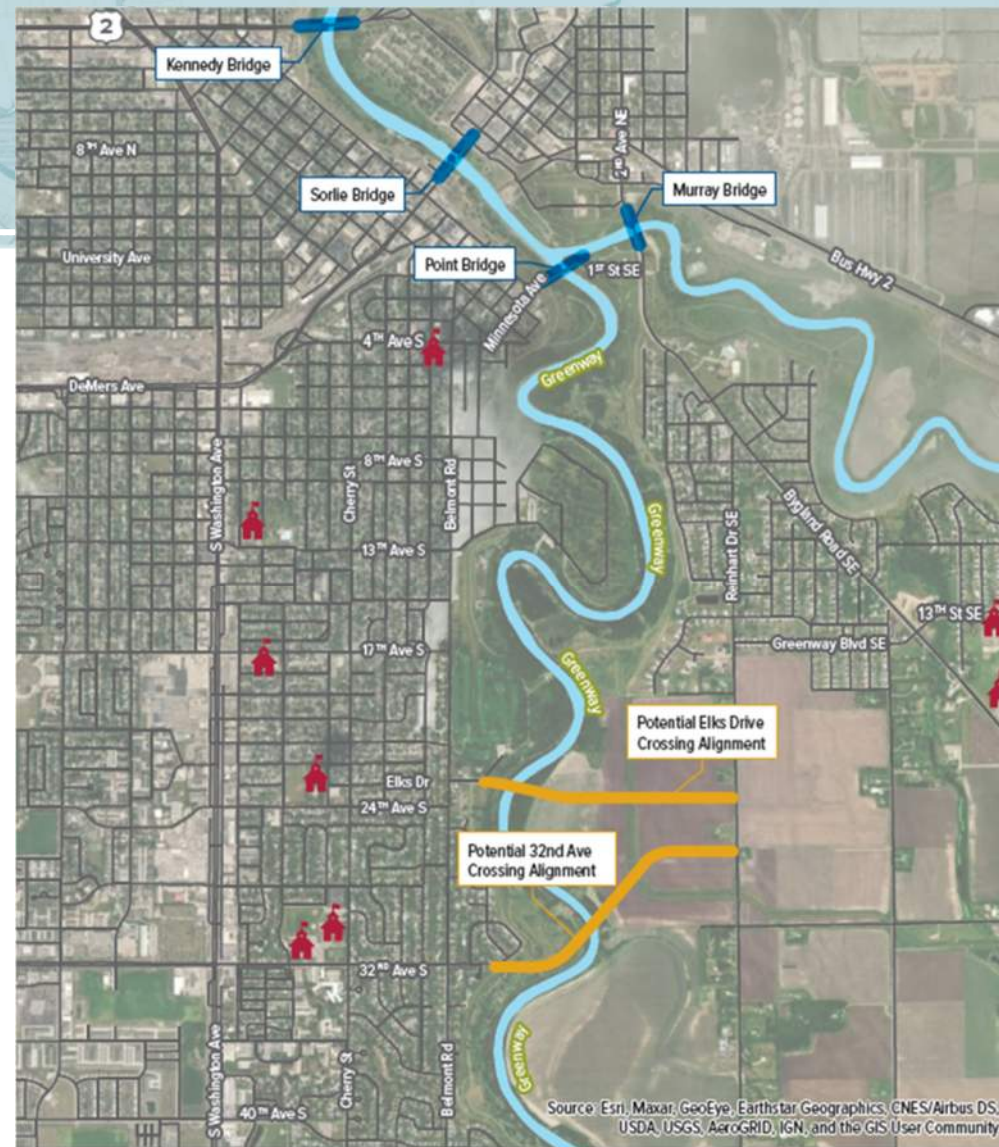 2
Kennedy Bridge
8TH Ave N
2ND Ave NE
Sorlie Bridge
Murray Bridge
University Ave
Point Bridge
1ST St SE
Bus Hwy 2
Minnesota Ave
4TH Ave S
Greenway
DeMers Ave
S Washington Ave
Cherry St
8TH Ave S
Belmont Rd
Greenway
Reinhart Dr SE
Bygland Road SE
13TH Ave S
13TH St SE
17TH Ave S
Greenway Blvd SE
Greenway
Potential Elks Drive
Crossing Alignment
Elks Dr
24TH Ave S
Potential 32nd Ave
Crossing Alignment
32ND Ave S
S Washington Ave
Cherry St
Belmont Rd
Greenway
40TH Ave S
Source: Esri, Maxar, GeoEye, Earthstar Geographics, CNES/Airbus DS,
USDA, USGS, AeroGRID, IGN, and the GIS User Community